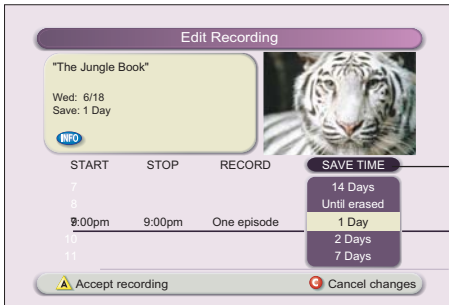 Edit Recording
"The Jungle Book"
Wed: 6/18
Save: 1 Day
INFO
START STOP RECORD SAVE TIME
7 14 Days
8 Until erased
9:00pm 9:00pm One episode 1 Day
10 2 Days
11 7 Days
A Accept recording C Cancel changes